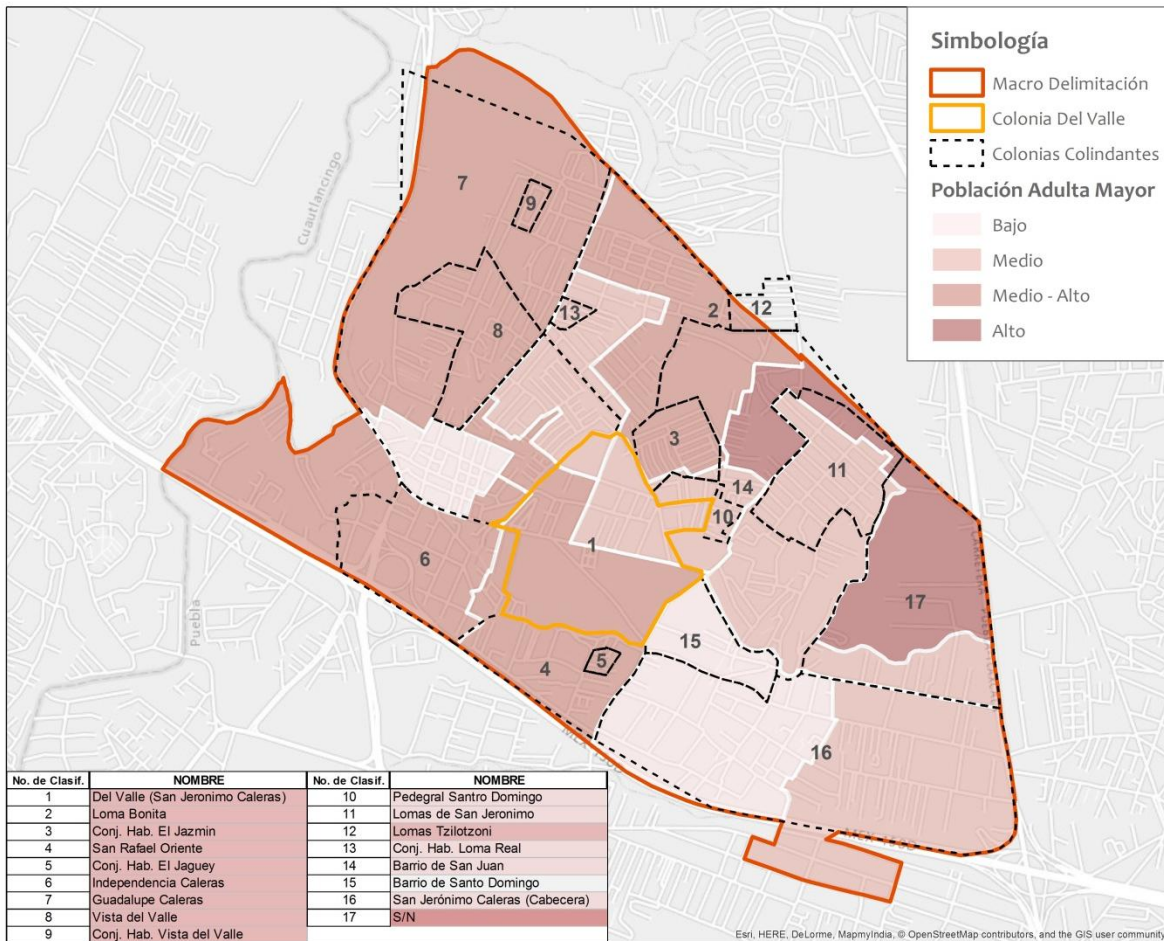 Simbología
Macro Delimitación
Colonia Del Valle
Colonias Colindantes
Población Adulta Mayor
Bajo
Medio
Medio - Alto
Alto
Cuautlancingo
7
9
13
2
12
8
3
11
14
10
1
6
17
15
4
5
16
Puebla
CARRETERA
MEX 150D
No. de Clasif. NOMBRE No. de Clasif. NOMBRE
1 Del Valle (San Jeronimo Caleras) 10 Pedegral Santro Domingo
2 Loma Bonita 11 Lomas de San Jeronimo
3 Conj. Hab. El Jazmin 12 Lomas Tzilotzoni
4 San Rafael Oriente 13 Conj. Hab. Loma Real
5 Conj. Hab. El Jaguey 14 Barrio de San Juan
6 Independencia Caleras 15 Barrio de Santo Domingo
7 Guadalupe Caleras 16 San Jerónimo Caleras (Cabecera)
8 Vista del Valle 17 S/N
9 Conj. Hab. Vista del Valle
Esri, HERE, DeLorme, MapmyIndia, © OpenStreetMap contributors, and the GIS user community